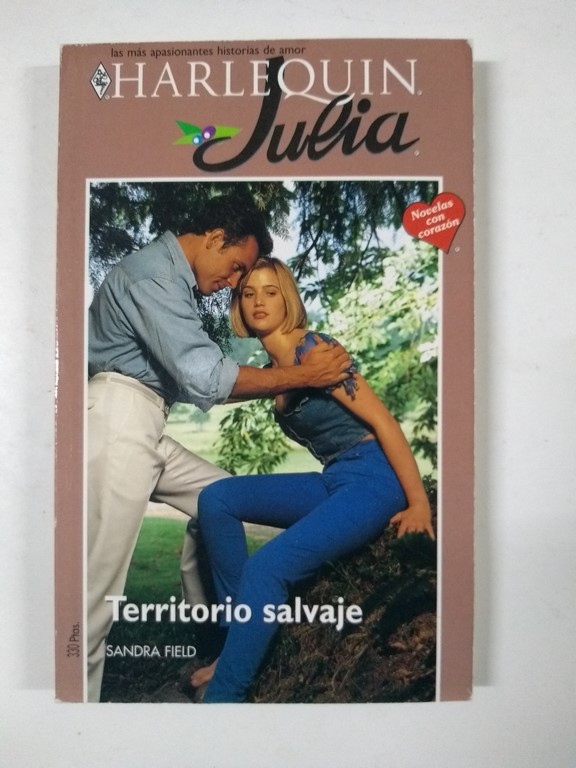 las más apasionantes historias de amor
HARLEQUIN®
Julia®
Novelas
con
corazón
®
Territorio salvaje
SANDRA FIELD
330 Ptas.